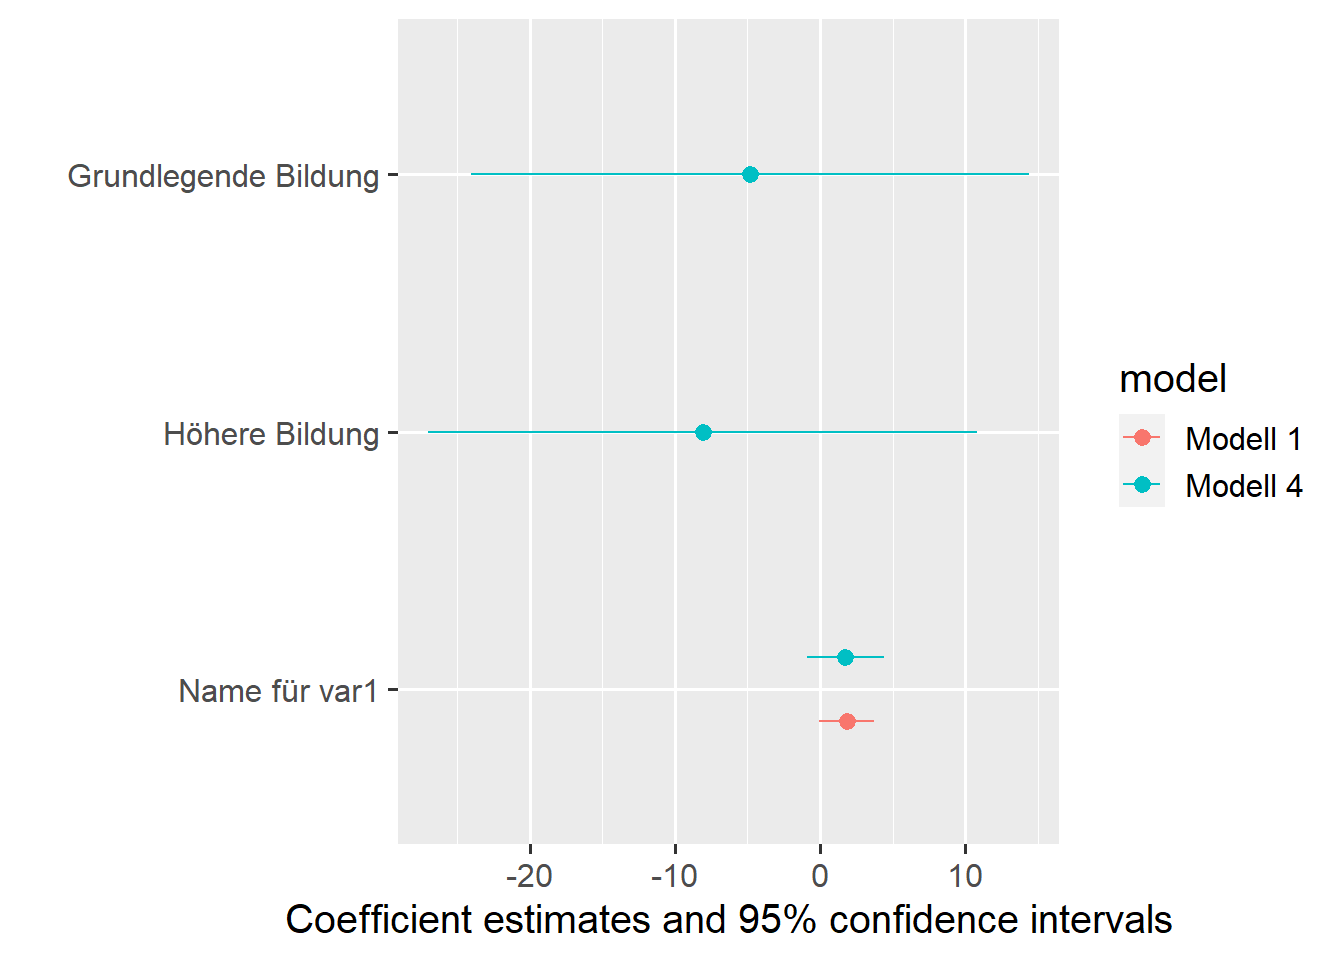 Grundlegende Bildung
Höhere Bildung
Name für var1
-20 -10 0 10
Coefficient estimates and 95% confidence intervals
model
Modell 1
Modell 4